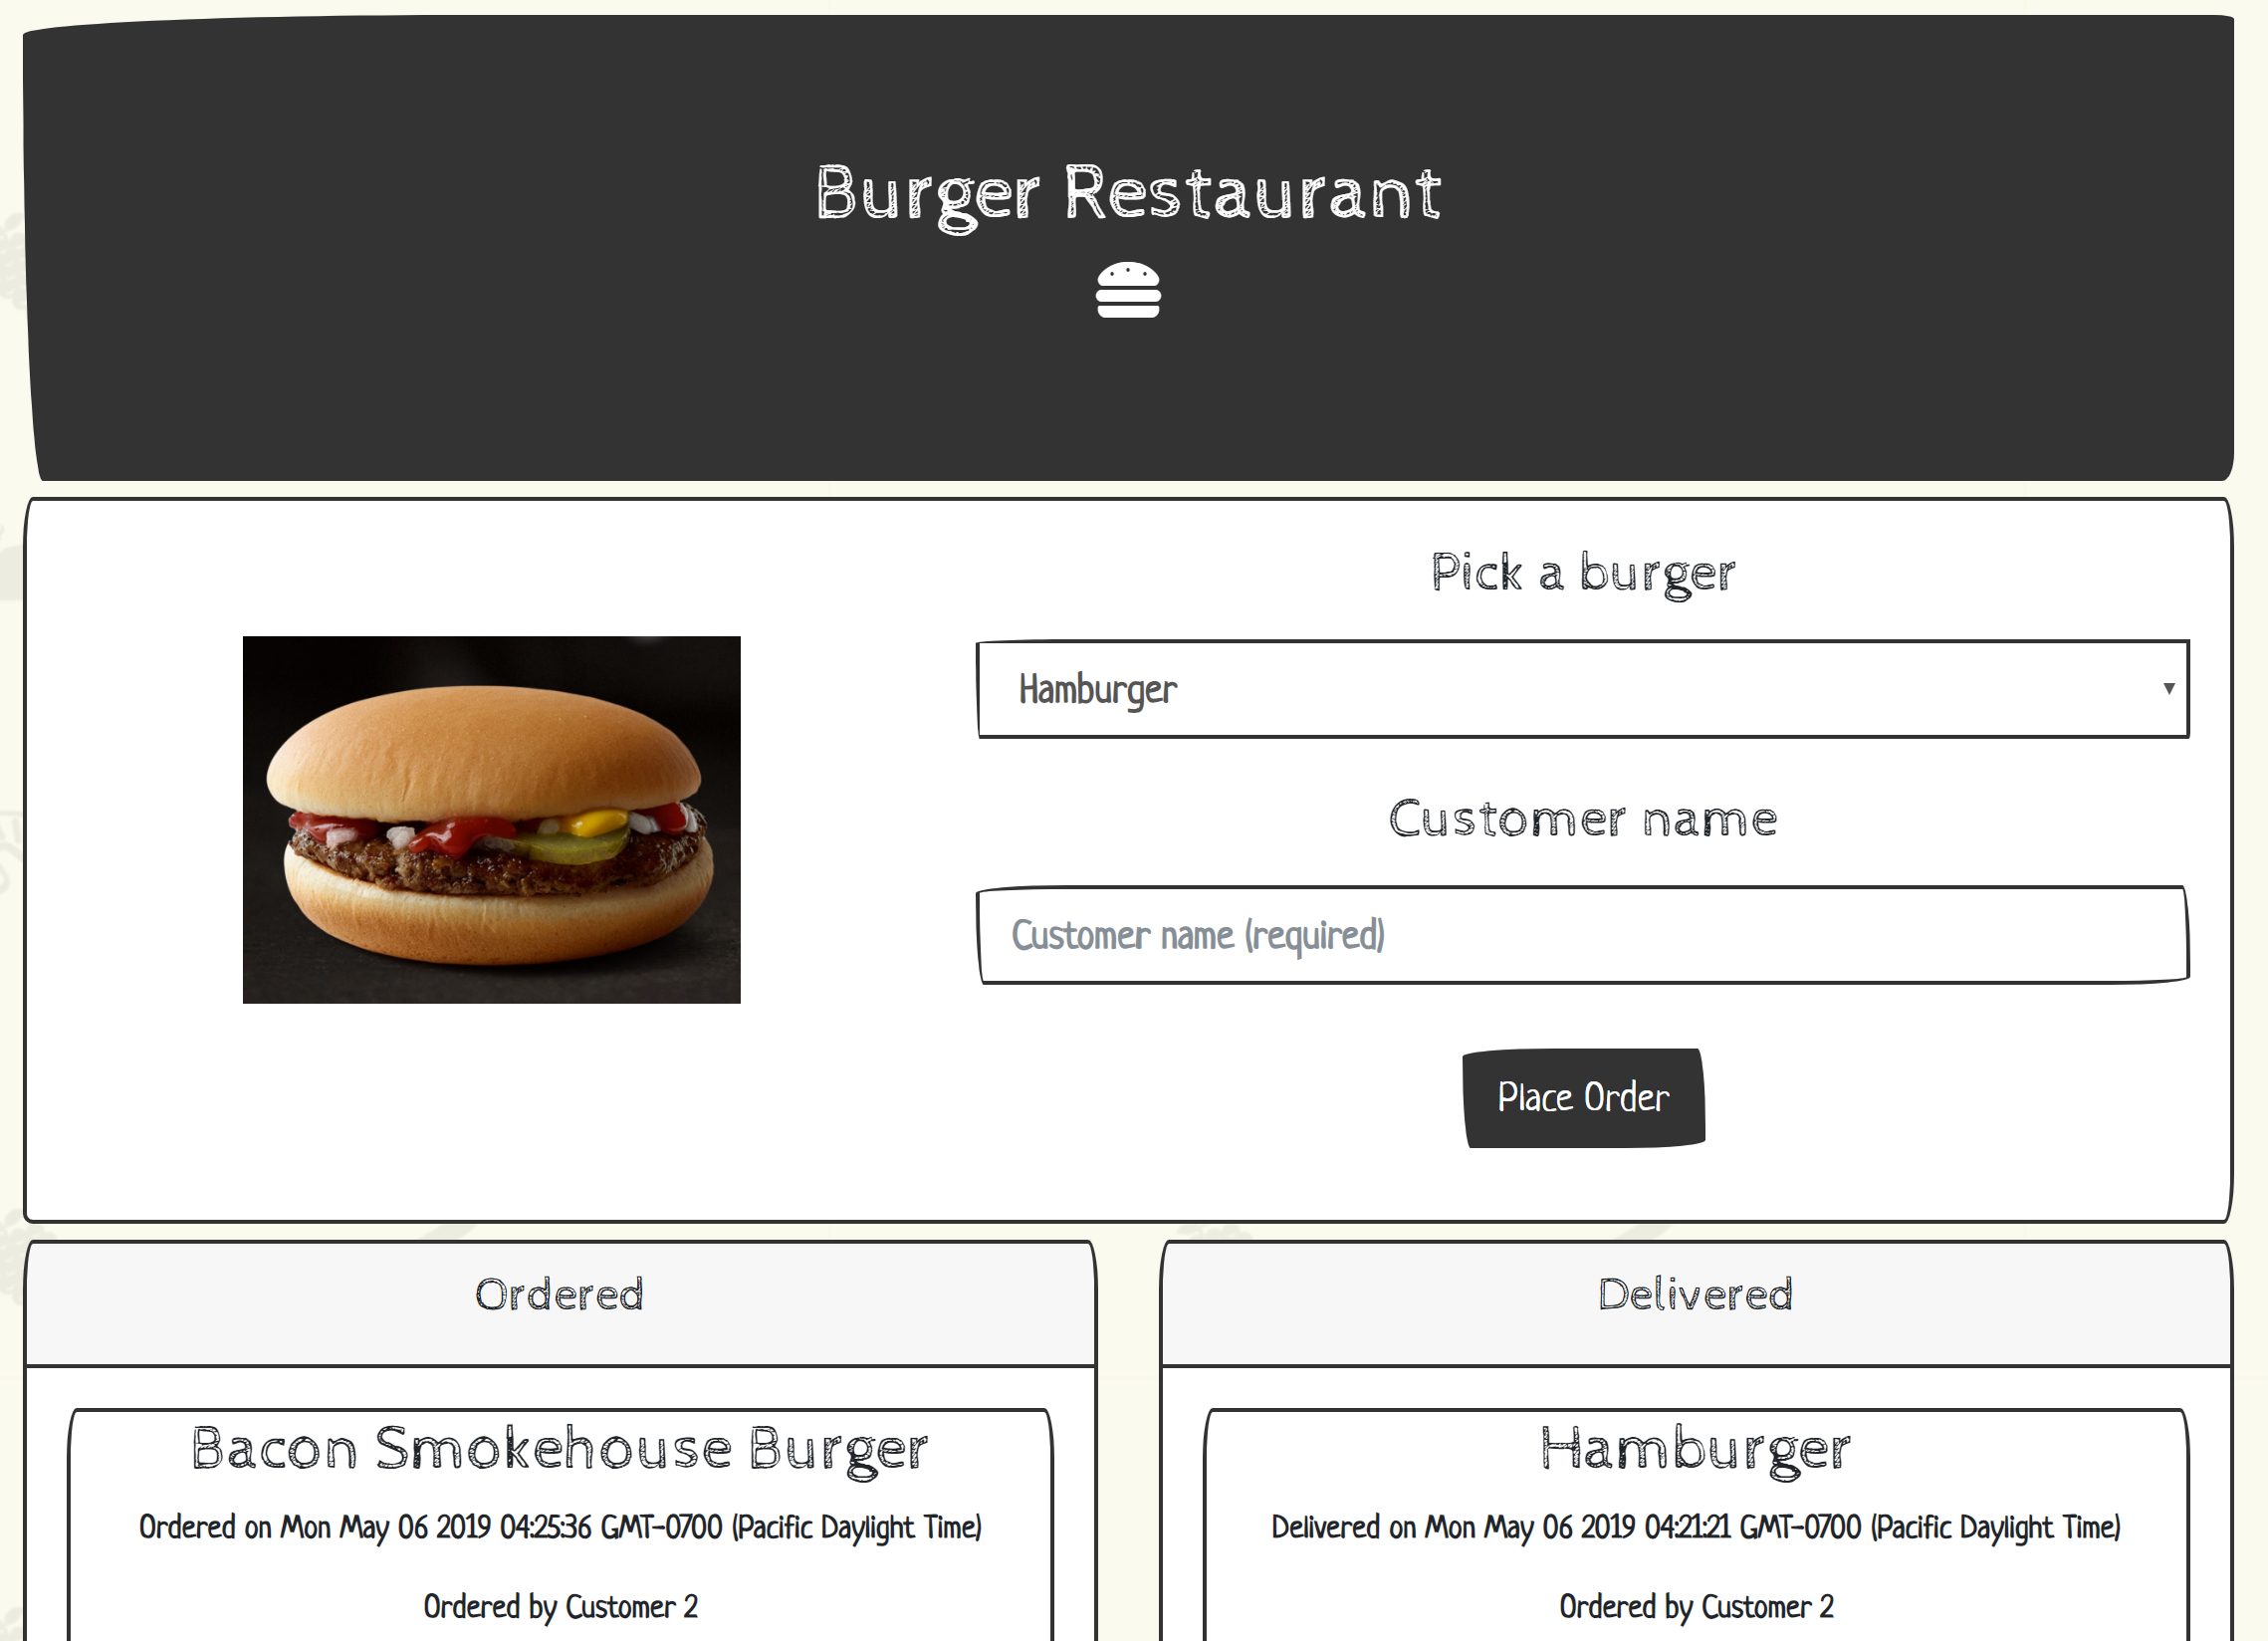 Burger Restaurant
Pick a burger
Hamburger
Customer name
Customer name (required)
Place Order
Ordered
Bacon Smokehouse Burger
Ordered on Mon May 06 2019 04:25:36 GMT-0700 (Pacific Daylight Time)
Ordered by Customer 2
Delivered
Hamburger
Delivered on Mon May 06 2019 04:21:21 GMT-0700 (Pacific Daylight Time)
Ordered by Customer 2